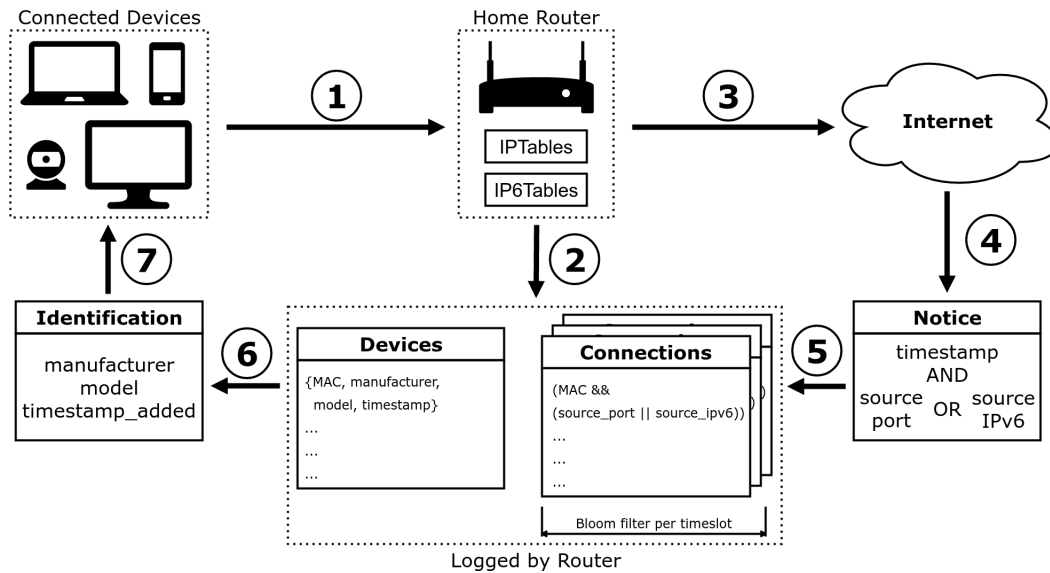 Connected Devices
Home Router
1
3
IPTables
IP6Tables
Internet
7
2
4
Identification
manufacturer
model
timestamp_added
6
Devices
{MAC, manufacturer,
model, timestamp}
...
...
...
Connections
(MAC &&
(source_port || source_ipv6))
...
...
...
)
)
Bloom filter per timeslot
5
Notice
timestamp
AND
source port OR source IPv6
Logged by Router